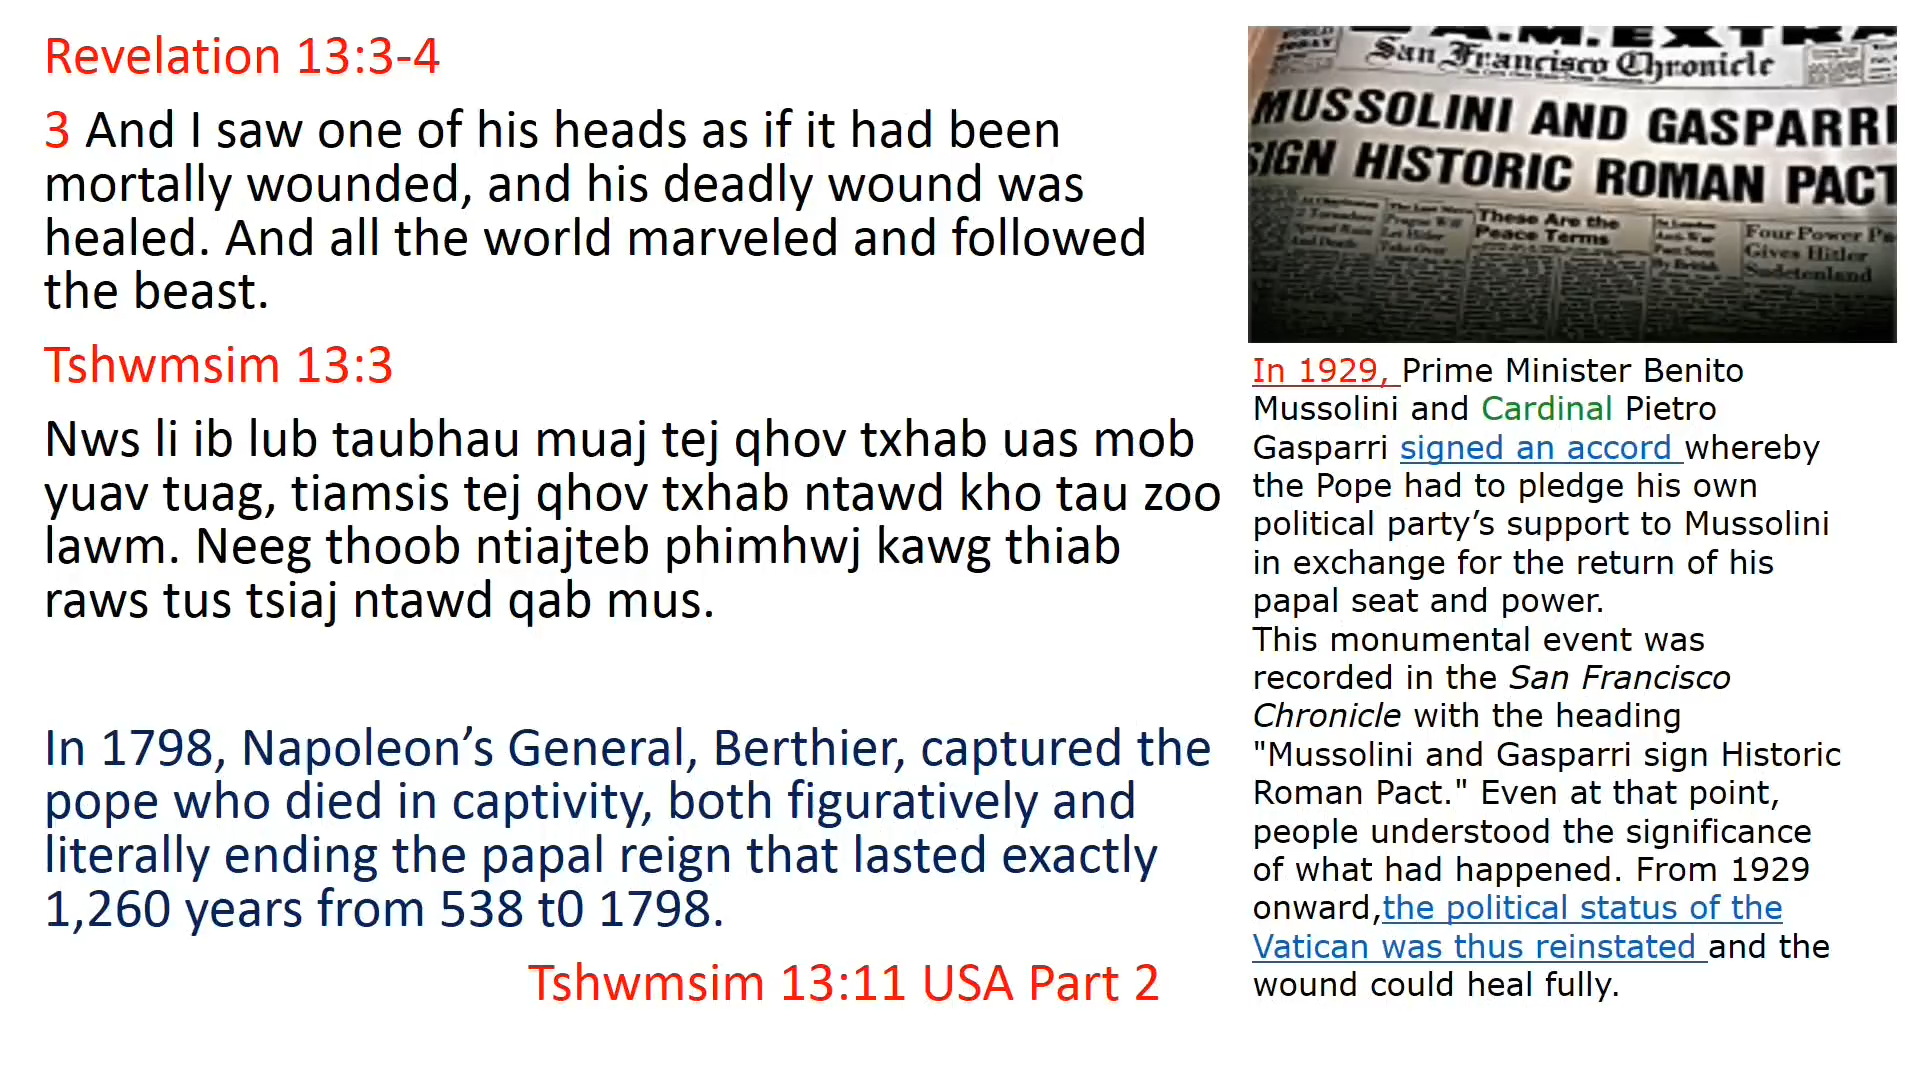 Revelation 13:3-4
3 And I saw one of his heads as if it had been
mortally wounded, and his deadly wound was
healed. And all the world marveled and followed
the beast.
Tshwmsim 13:3
Nws li ib lub taubhau muaj tej qhov txhab uas mob
yuav tuag, tiamsis tej qhov txhab ntawd kho tau zoo
lawm. Neeg thoob ntiajteb phimhwj kawg thiab
raws tus tsiaj ntawd qab mus.
In 1798, Napoleon’s General, Berthier, captured the
pope who died in captivity, both figuratively and
literally ending the papal reign that lasted exactly
1,260 years from 538 t0 1798.
Tshwmsim 13:11 USA Part 2
A.M.EXTRA
San Francisco Chronicle
MUSSOLINI AND GASPARRI
SIGN HISTORIC ROMAN PACT
These Are the
Peace Terms
Four Power
Gives Hitler
Sudetenland
In 1929, Prime Minister Benito
Mussolini and Cardinal Pietro
Gasparri signed an accord whereby
the Pope had to pledge his own
political party’s support to Mussolini
in exchange for the return of his
papal seat and power.
This monumental event was
recorded in the San Francisco
Chronicle with the heading
"Mussolini and Gasparri sign Historic
Roman Pact." Even at that point,
people understood the significance
of what had happened. From 1929
onward,the political status of the
Vatican was thus reinstated and the
wound could heal fully.